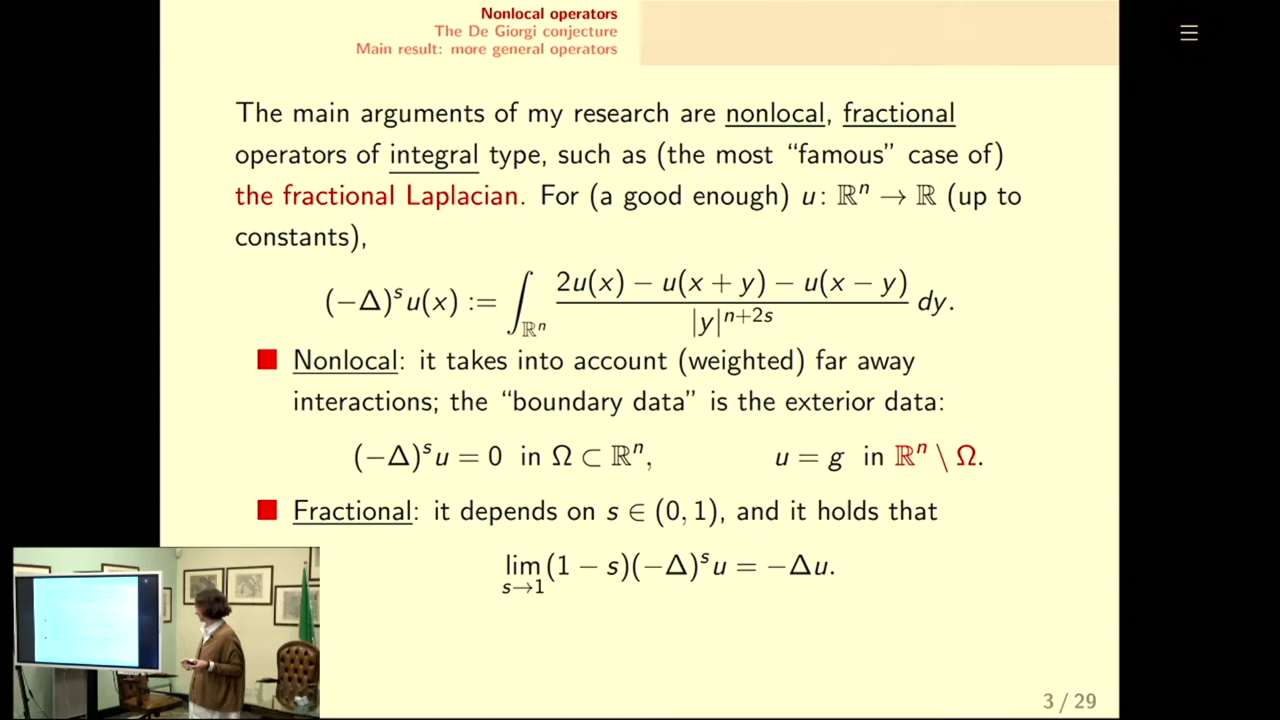 Nonlocal operators
The De Giorgi conjecture
Main result: more general operators
The main arguments of my research are nonlocal, fractional
operators of integral type, such as (the most “famous” case of)
the fractional Laplacian. For (a good enough) u: ℝⁿ → ℝ (up to
constants),
(−Δ)ˢu(x) := ∫_ℝⁿ (2u(x) − u(x + y) − u(x − y)) / |y|ⁿ⁺²ˢ dy.
Nonlocal: it takes into account (weighted) far away
interactions; the “boundary data” is the exterior data:
(−Δ)ˢu = 0 in Ω ⊂ ℝⁿ, u = g in ℝⁿ \ Ω.
Fractional: it depends on s ∈ (0, 1), and it holds that
lim_{s→1} (1 − s)(−Δ)ˢu = −Δu.
3 / 29